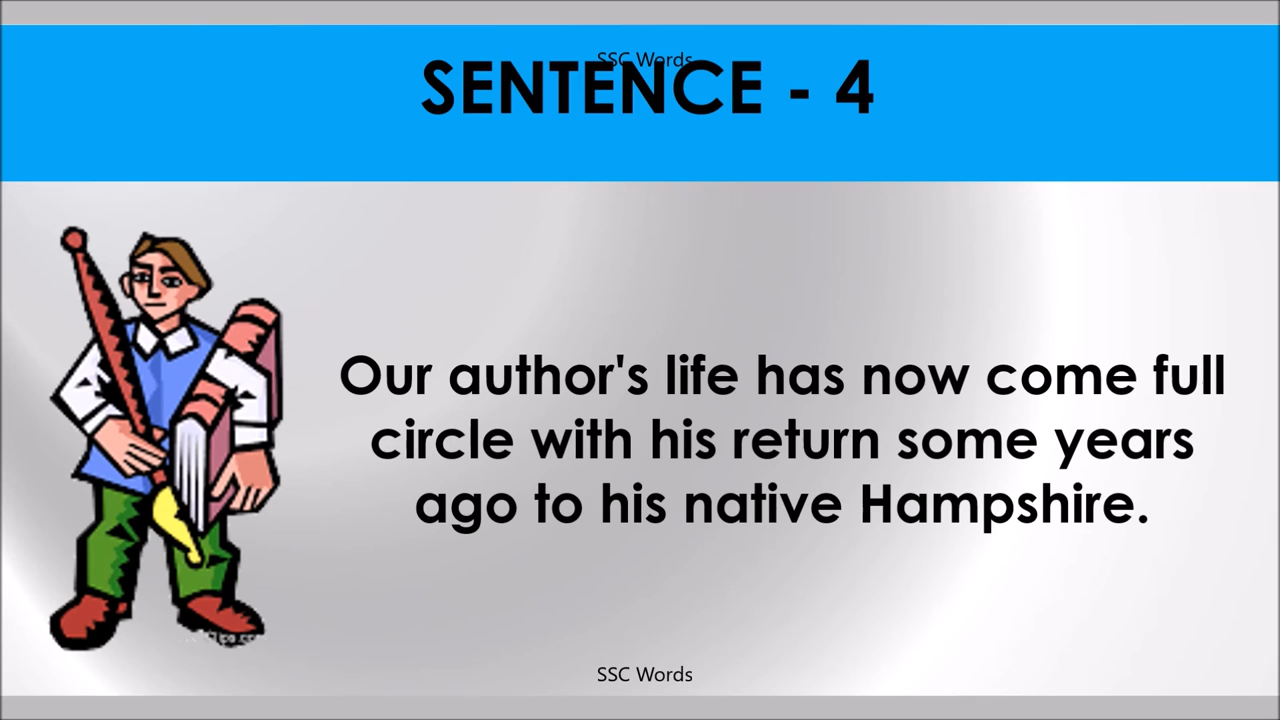 SSC Words
SENTENCE - 4
Our author's life has now come full
circle with his return some years
ago to his native Hampshire.
SSC Words